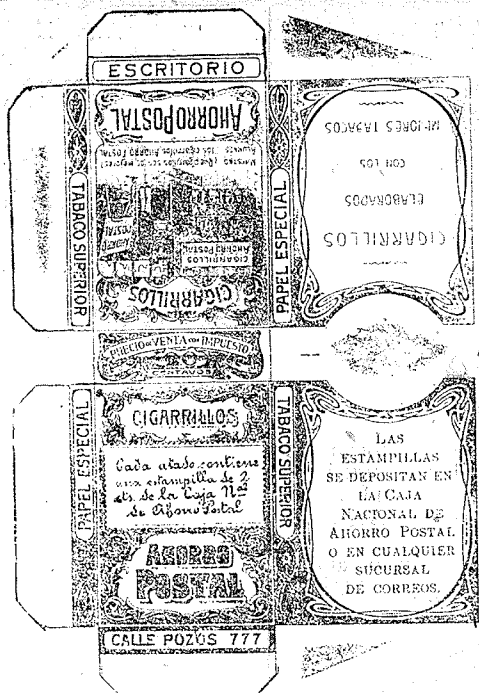 ESCRITORIO
AHORRO POSTAL
CIGARRILLOS
AHORRO POSTAL
CIGARRILLOS
TABACO SUPERIOR
PAPEL ESPECIAL
CIGARRILLOS
ELABORADOS
CON LOS
MEJORES TABACOS
PRECIO DE VENTA CON IMPUESTO
PAPEL ESPECIAL
CIGARRILLOS
Cada atado contiene
una estampilla de 2
cts. de la Caja Nal
de Ahorro Postal
AHORRO
POSTAL
TABACO SUPERIOR
LAS
ESTAMPILLAS
SE DEPOSITAN EN
LA CAJA
NACIONAL DE
AHORRO POSTAL
O EN CUALQUIER
SUCURSAL
DE CORREOS.
CALLE POZOS 777